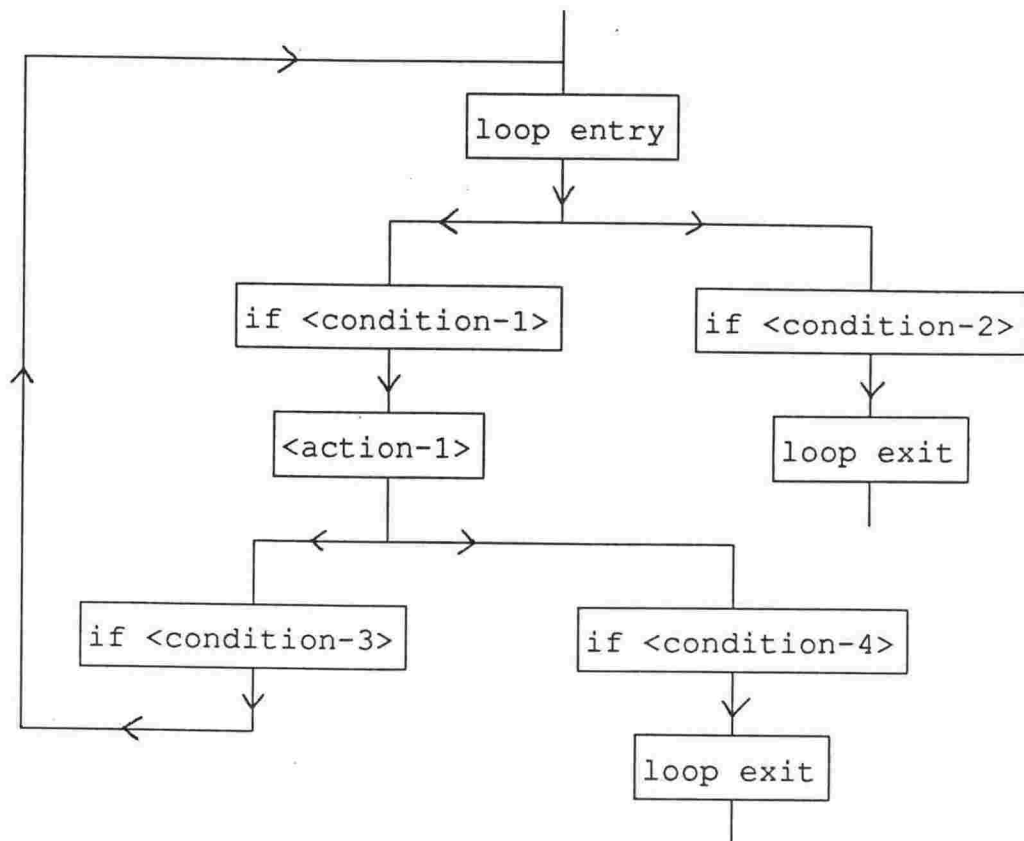 loop entry
if <condition-1>
if <condition-2>
<action-1>
loop exit
if <condition-3>
if <condition-4>
loop exit